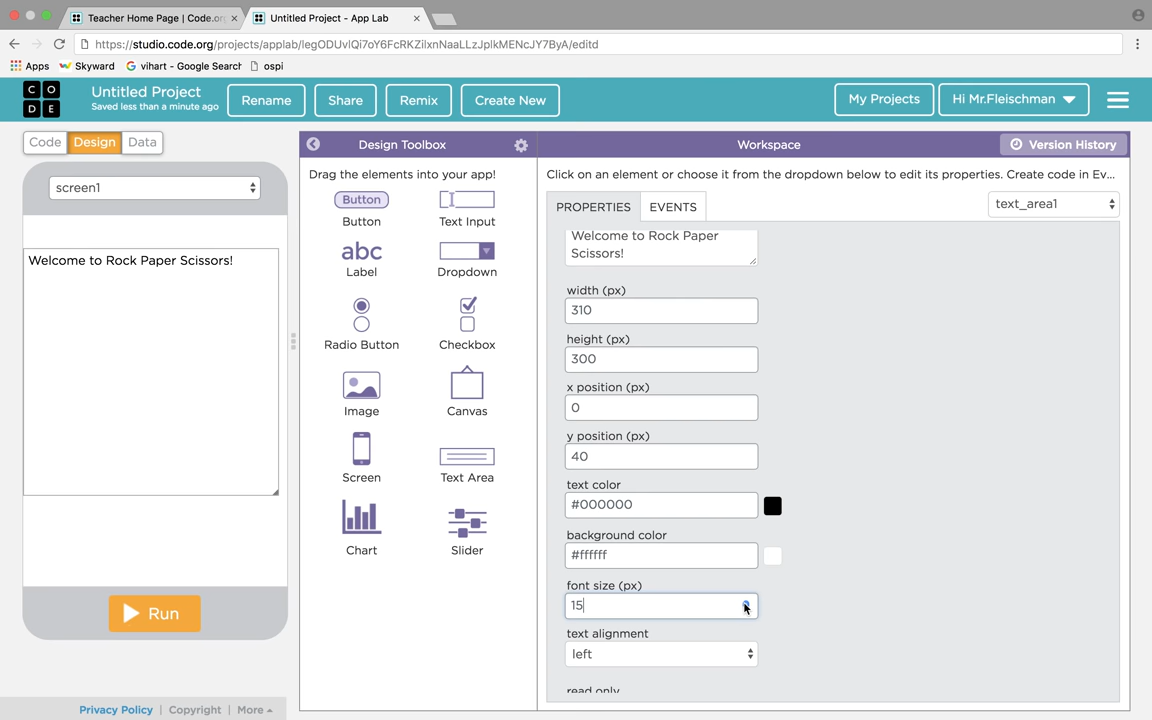 Teacher Home Page | Code.or
Untitled Project - App Lab
https://studio.code.org/projects/applab/legODUvlQi7oY6FcRKZilxnNaaLLzJplkMENcJY7ByA/editd
Apps
Skyward
vihart - Google Search
ospi
C O
D E
Untitled Project
Saved less than a minute ago
Rename
Share
Remix
Create New
My Projects
Hi Mr.Fleischman
Code
Design
Data
Design Toolbox
Workspace
Version History
screen1
Drag the elements into your app!
Click on an element or choose it from the dropdown below to edit its properties. Create code in Ev...
Button
Button
Text Input
abc
Label
Dropdown
Radio Button
Checkbox
Image
Canvas
Screen
Text Area
Chart
Slider
PROPERTIES
EVENTS
text_area1
Welcome to Rock Paper Scissors!
Welcome to Rock Paper
Scissors!
width (px)
310
height (px)
300
x position (px)
0
y position (px)
40
text color
#000000
background color
#ffffff
font size (px)
15
text alignment
left
read only
Run
Privacy Policy | Copyright | More